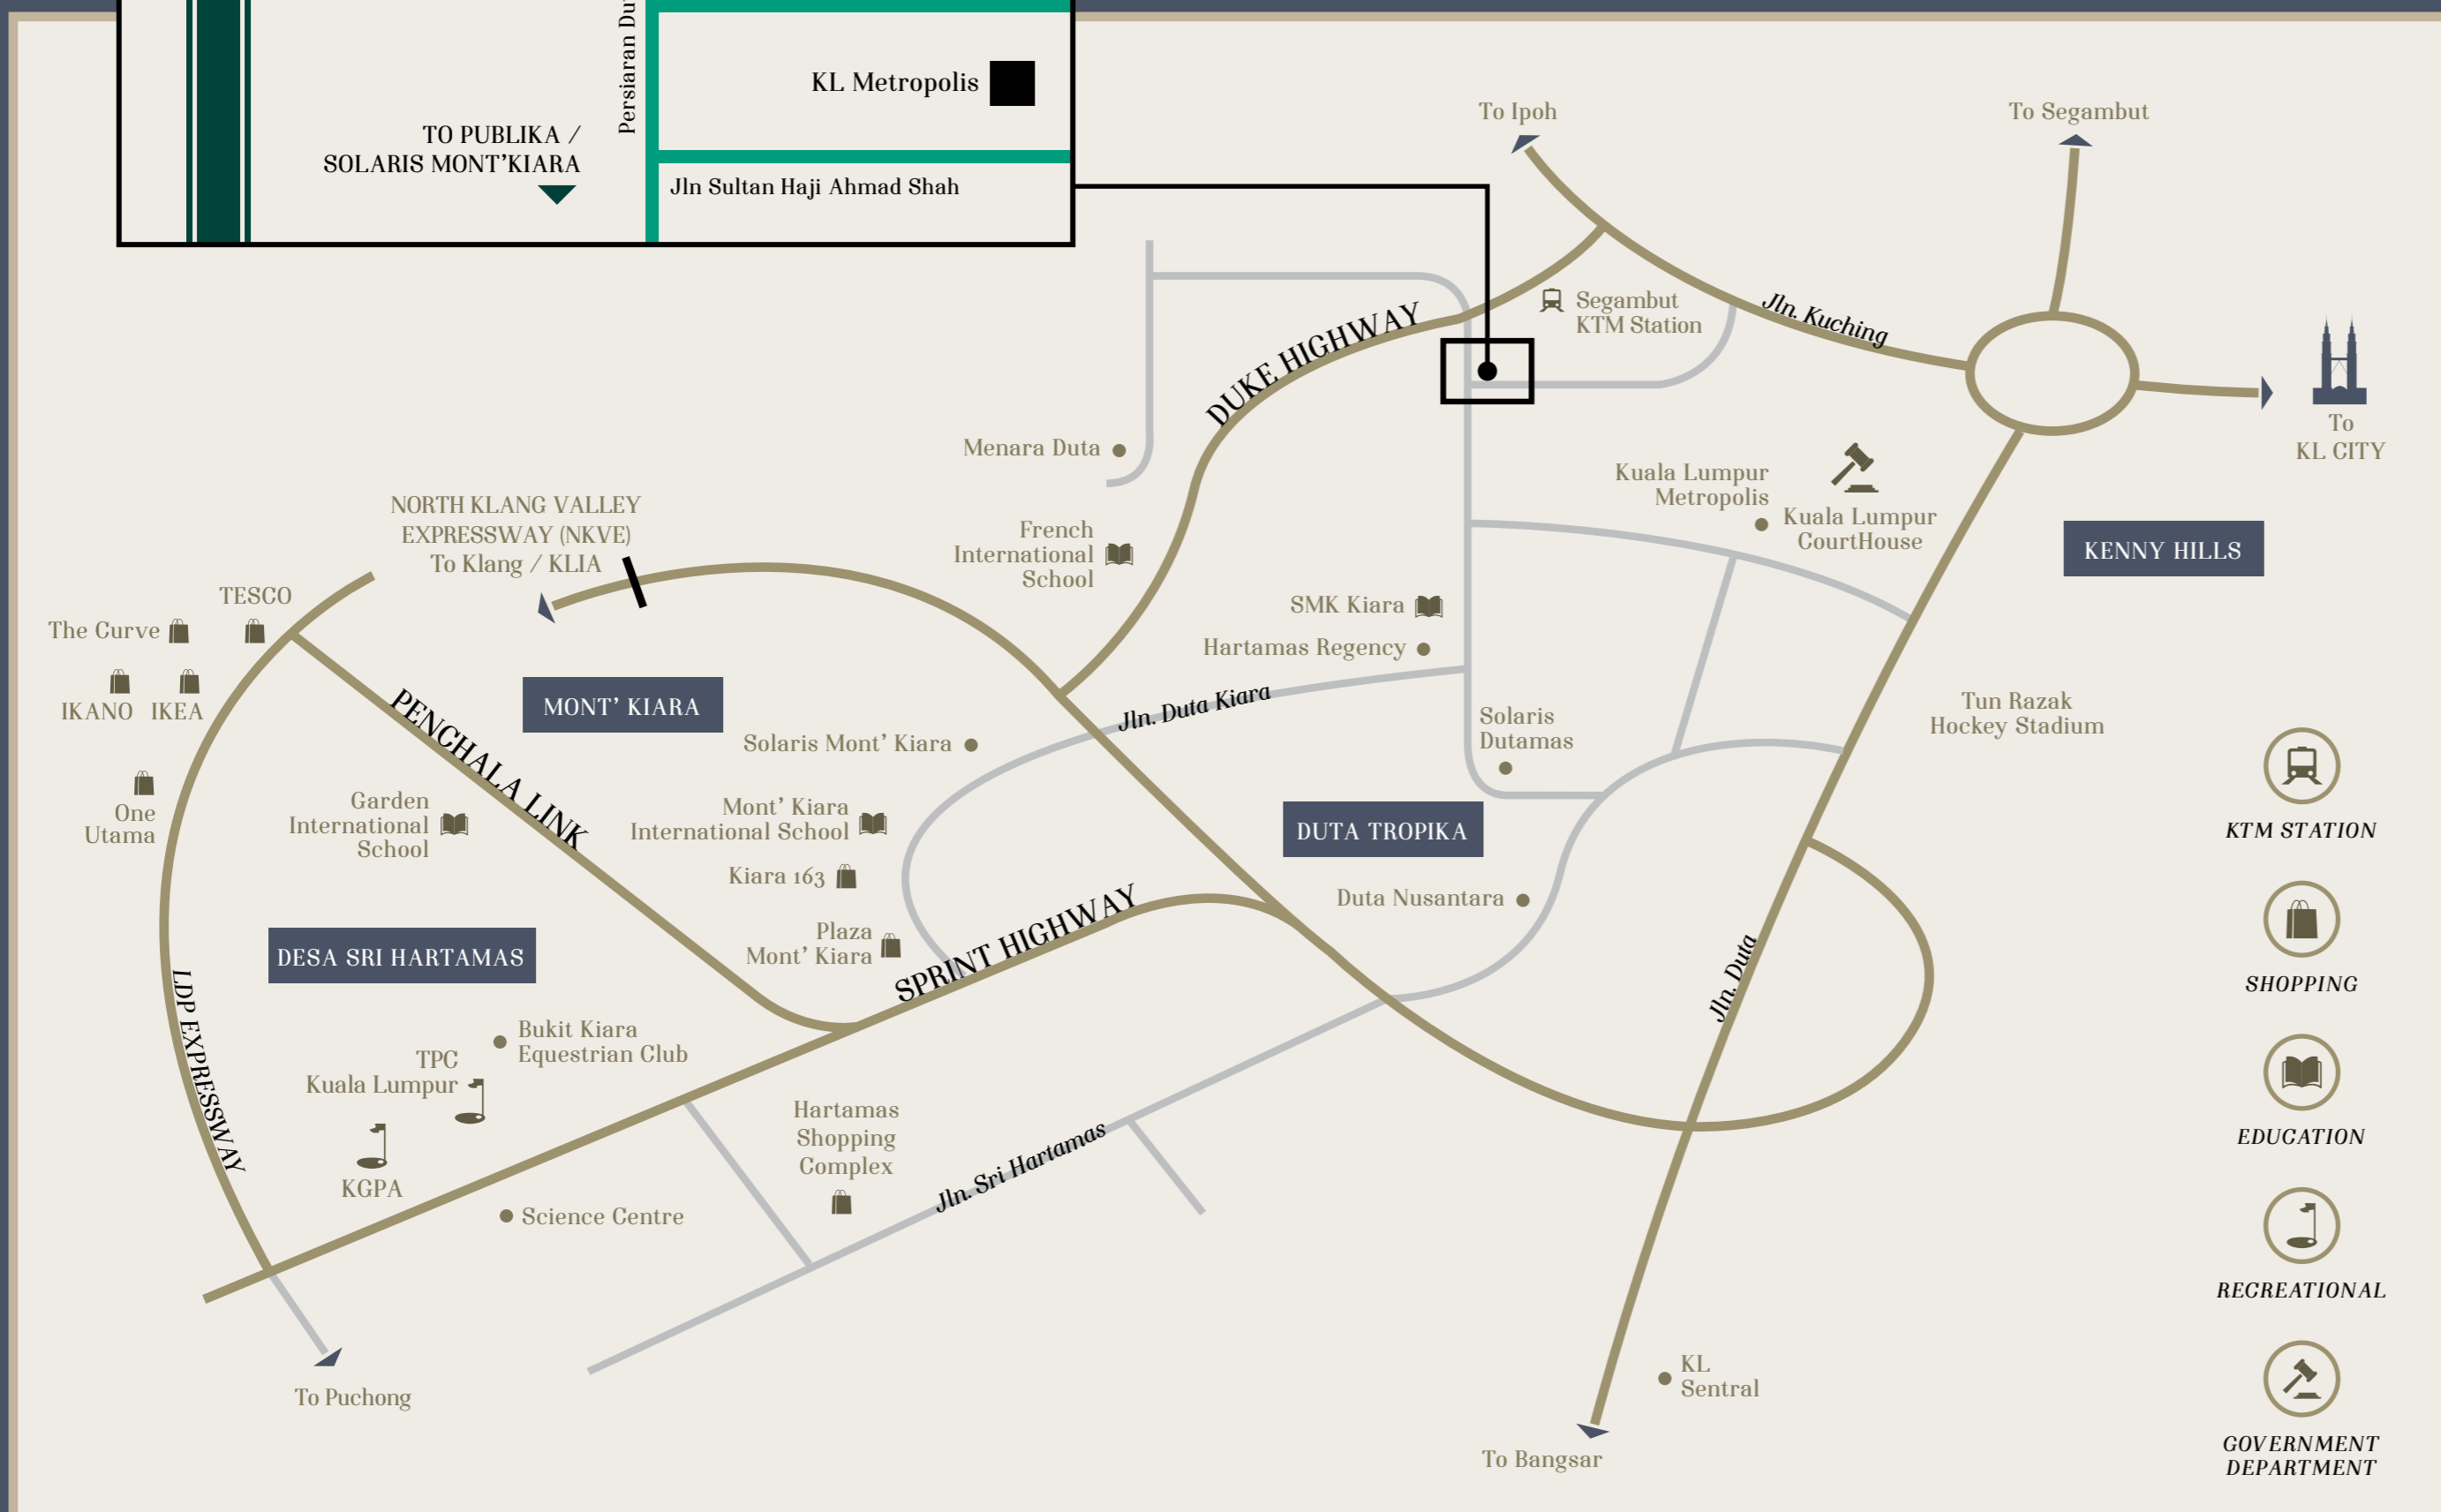 Persiaran Du
KL Metropolis
TO PUBLIKA /
SOLARIS MONT’KIARA
Jln Sultan Haji Ahmad Shah
To Ipoh
To Segambut
Segambut
KTM Station
Jln. Kuching
DUKE HIGHWAY
To
KL CITY
Menara Duta
Kuala Lumpur
Metropolis
Kuala Lumpur
CourtHouse
KENNY HILLS
NORTH KLANG VALLEY
EXPRESSWAY (NKVE)
To Klang / KLIA
French
International
School
TESCO
The Curve
IKANO
IKEA
SMK Kiara
Hartamas Regency
MONT’ KIARA
PENCHALA LINK
Solaris Mont’ Kiara
Jln. Duta Kiara
Solaris
Dutamas
Tun Razak
Hockey Stadium
One
Utama
Garden
International
School
Mont’ Kiara
International School
Kiara 163
Plaza
Mont’ Kiara
DUTA TROPIKA
Duta Nusantara
KTM STATION
SPRINT HIGHWAY
DESA SRI HARTAMAS
LDP EXPRESSWAY
Jln. Duta
SHOPPING
Bukit Kiara
Equestrian Club
TPC
Kuala Lumpur
KGPA
Science Centre
Hartamas
Shopping
Complex
Jln. Sri Hartamas
EDUCATION
RECREATIONAL
To Puchong
KL
Sentral
To Bangsar
GOVERNMENT
DEPARTMENT